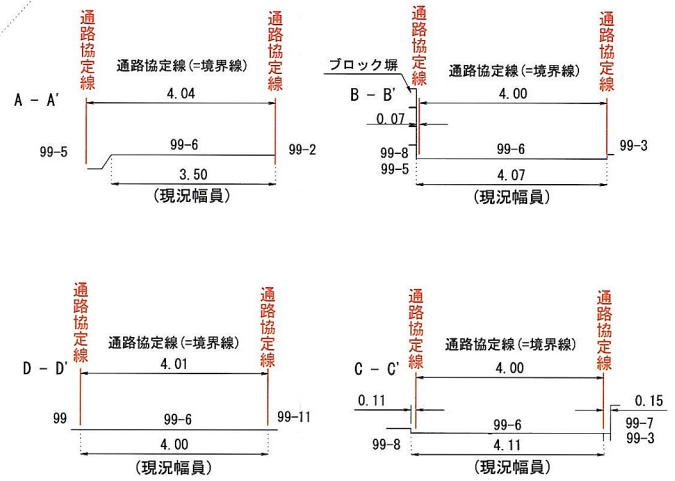 通路協定線
通路協定線
通路協定線(=境界線)
A - A'
4.04
99-5
99-6
99-2
3.50
(現況幅員)
通路協定線
通路協定線
ブロック塀
通路協定線(=境界線)
B - B'
4.00
0.07
99-8
99-5
99-6
99-3
4.07
(現況幅員)
通路協定線
通路協定線
通路協定線(=境界線)
D - D'
4.01
99
99-6
99-11
4.00
(現況幅員)
通路協定線
通路協定線
通路協定線(=境界線)
C - C'
4.00
0.11
0.15
99-8
99-6
99-7
99-3
4.11
(現況幅員)